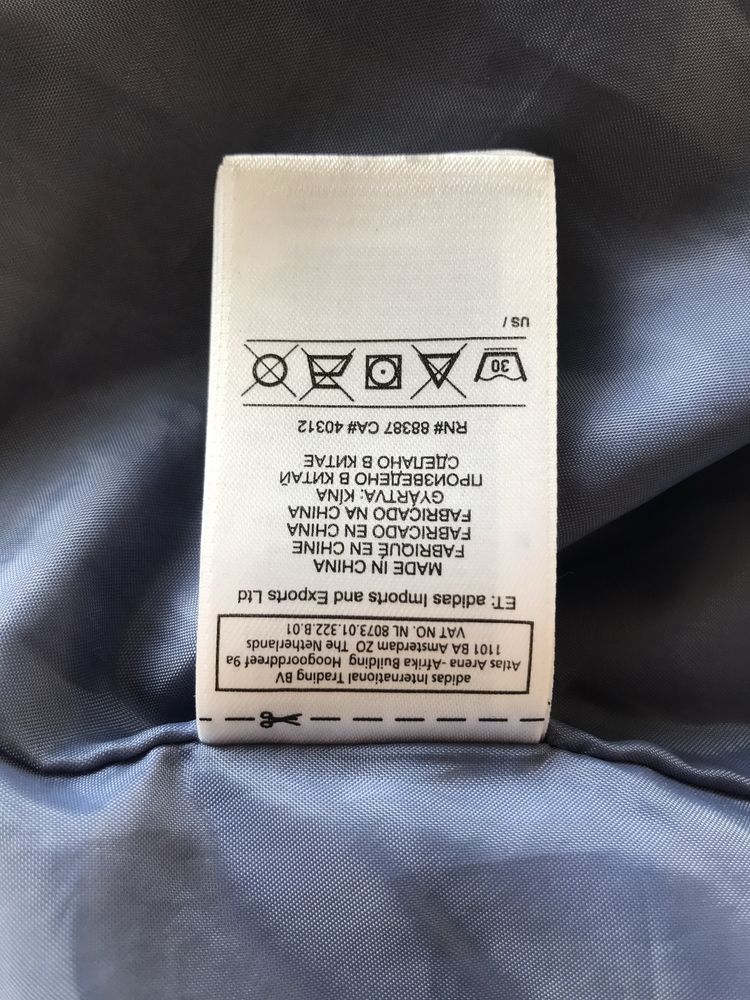 adidas International Trading BV
Atlas Arena -Afrika Building Hoogoorddreef 9a
1101 BA Amsterdam ZO The Netherlands
VAT NO. NL 8073.01.322.B.01
ET: adidas Imports and Exports Ltd
MADE IN CHINA
FABRIQUÉ EN CHINE
FABRICADO EN CHINA
FABRICADO NA CHINA
GYÁRTVA: KÍNA
ПРОИЗВЕДЕНО В КИТАЙ
СДЕЛАНО В КИТАЕ
RN# 88387 CA# 40312
30
US /